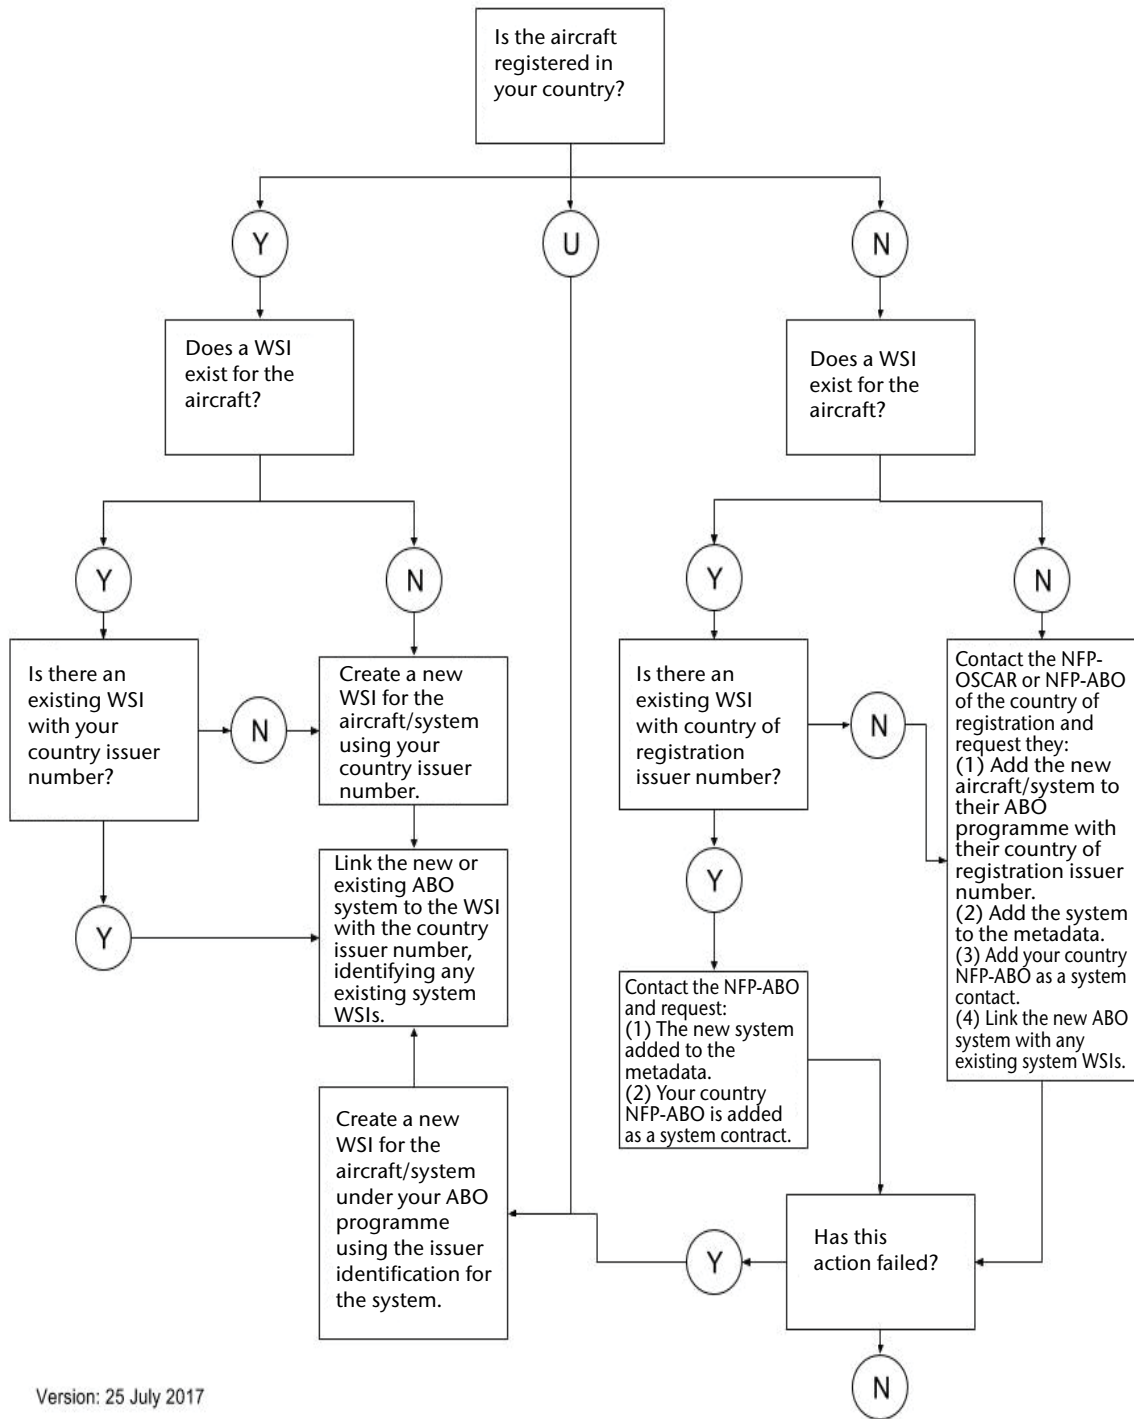 Is the aircraft
registered in
your country?
Y
U
N
Does a WSI
exist for the
aircraft?
Does a WSI
exist for the
aircraft?
Y
N
Y
N
Is there an
existing WSI
with your
country issuer
number?
N
Create a new
WSI for the
aircraft/system
using your
country issuer
number.
Is there an
existing WSI
with country of
registration
issuer number?
N
Contact the NFP-
OSCAR or NFP-ABO
of the country of
registration and
request they:
(1) Add the new
aircraft/system to
their ABO
programme with
their country of
registration issuer
number.
(2) Add the system
to the metadata.
(3) Add your country
NFP-ABO as a system
contact.
(4) Link the new ABO
system with any
existing system WSIs.
Y
Link the new or
existing ABO
system to the WSI
with the country
issuer number,
identifying any
existing system
WSIs.
Y
Contact the NFP-ABO
and request:
(1) The new system
added to the
metadata.
(2) Your country
NFP-ABO is added
as a system contract.
Create a new
WSI for the
aircraft/system
under your ABO
programme
using the issuer
identification for
the system.
Y
Has this
action failed?
N
Version: 25 July 2017